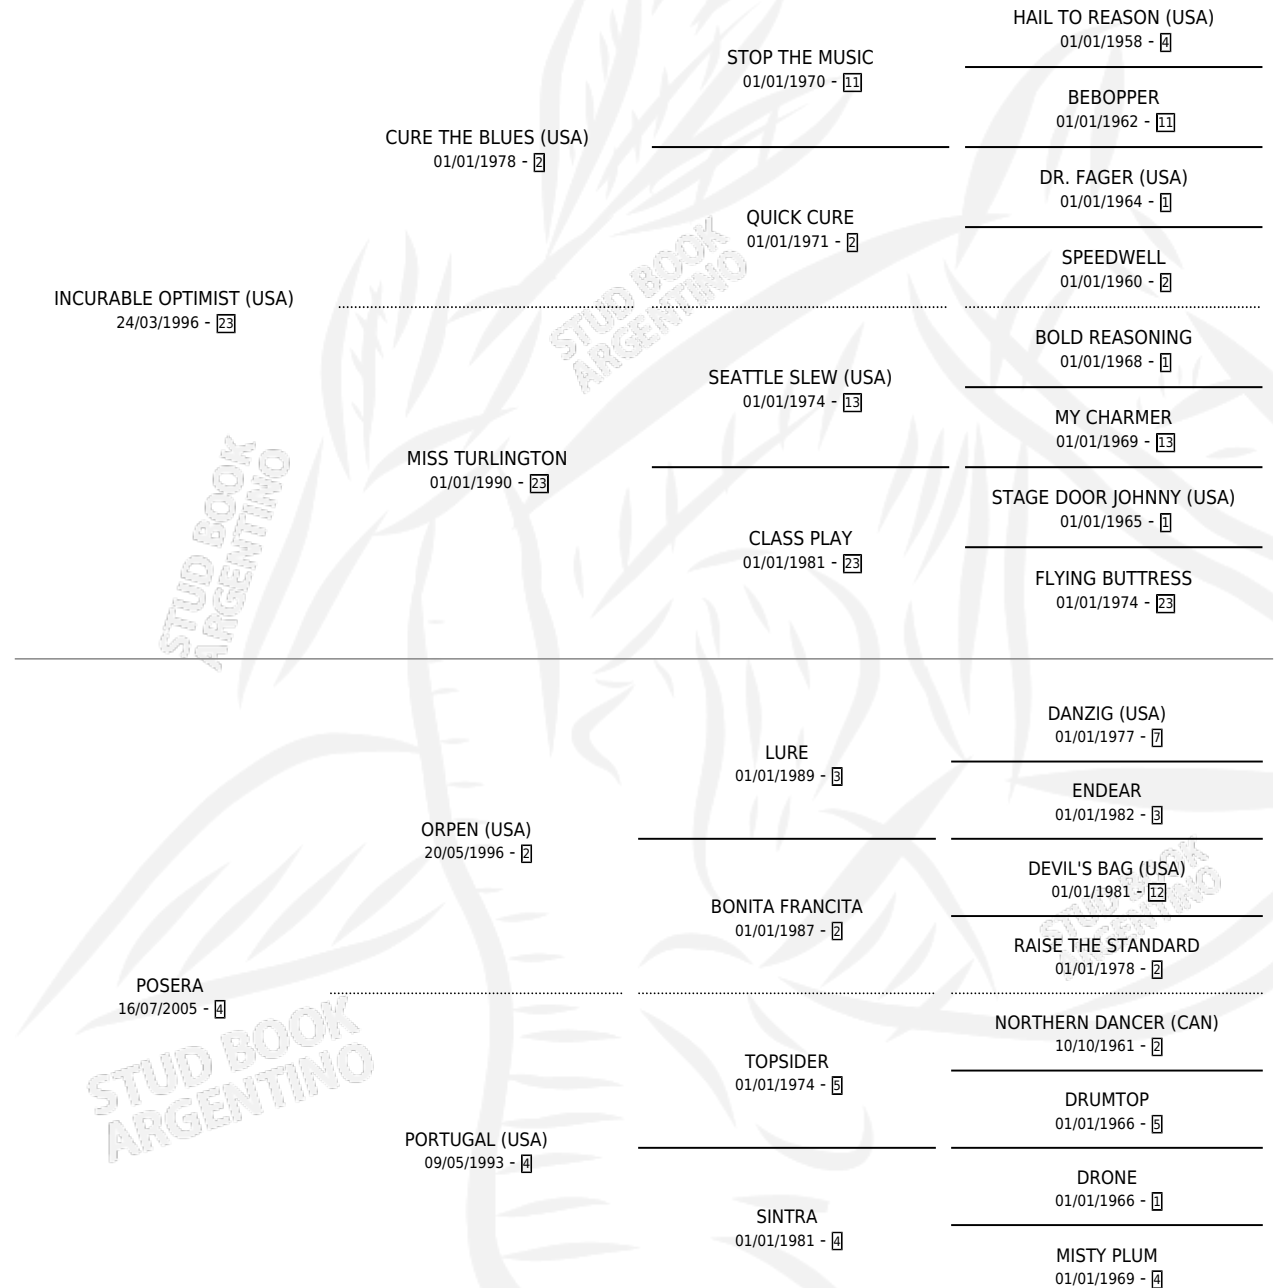 HAIL TO REASON (USA)
01/01/1958 - 4
STOP THE MUSIC
01/01/1970 - 11
BEBOPPER
01/01/1962 - 11
CURE THE BLUES (USA)
01/01/1978 - 2
DR. FAGER (USA)
01/01/1964 - 1
QUICK CURE
01/01/1971 - 2
SPEEDWELL
01/01/1960 - 2
INCURABLE OPTIMIST (USA)
24/03/1996 - 23
BOLD REASONING
01/01/1968 - 1
SEATTLE SLEW (USA)
01/01/1974 - 13
MY CHARMER
01/01/1969 - 13
MISS TURLINGTON
01/01/1990 - 23
STAGE DOOR JOHNNY (USA)
01/01/1965 - 1
CLASS PLAY
01/01/1981 - 23
FLYING BUTTRESS
01/01/1974 - 23
DANZIG (USA)
01/01/1977 - 7
LURE
01/01/1989 - 3
ENDEAR
01/01/1982 - 3
ORPEN (USA)
20/05/1996 - 2
DEVIL'S BAG (USA)
01/01/1981 - 12
BONITA FRANCITA
01/01/1987 - 2
RAISE THE STANDARD
01/01/1978 - 2
POSERA
16/07/2005 - 4
NORTHERN DANCER (CAN)
10/10/1961 - 2
TOPSIDER
01/01/1974 - 5
DRUMTOP
01/01/1966 - 5
PORTUGAL (USA)
09/05/1993 - 4
DRONE
01/01/1966 - 1
SINTRA
01/01/1981 - 4
MISTY PLUM
01/01/1969 - 4
STUD BOOK
ARGENTINO
STUD BOOK
ARGENTINO
STUD BOOK
ARGENTINO
STUD BOOK
ARGENTINO